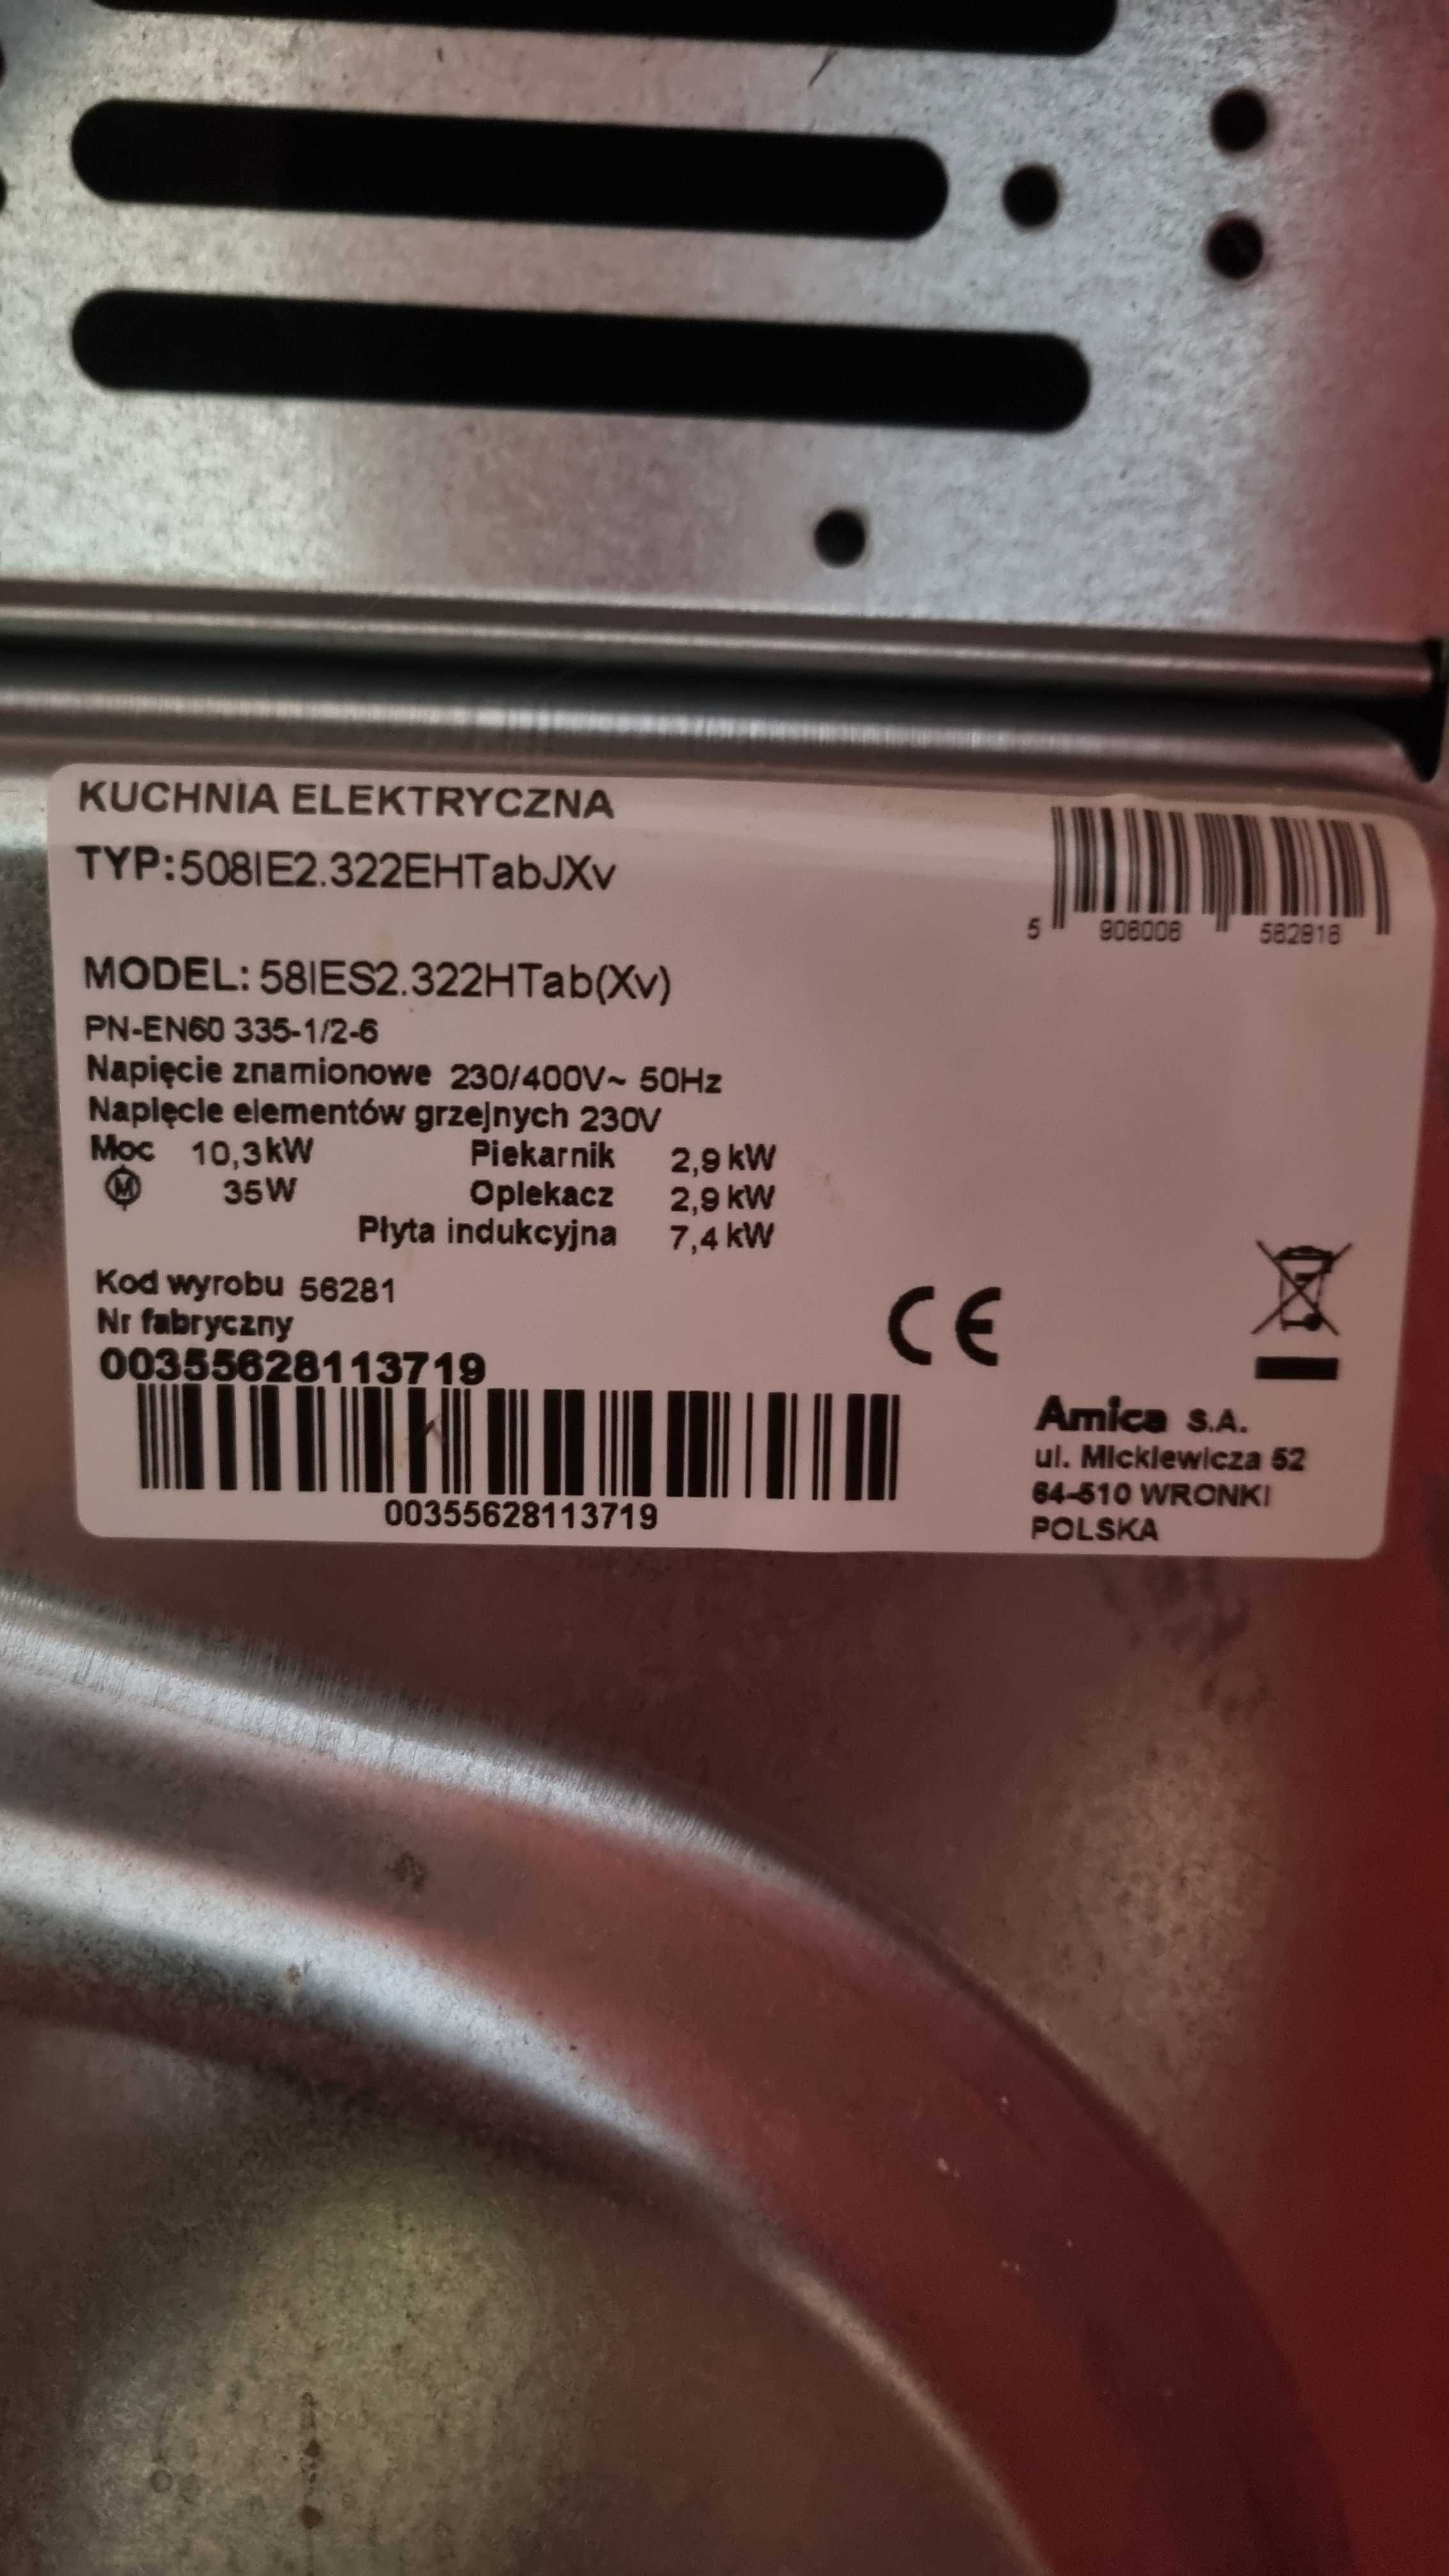 KUCHNIA ELEKTRYCZNA
TYP:508IE2.322EHTabJXv
5 908006 562816
MODEL: 58IES2.322HTab(Xv)
PN-EN60 335-1/2-6
Napięcie znamionowe 230/400V~ 50Hz
Napięcie elementów grzejnych 230V
Moc 10,3kW Piekarnik 2,9 kW
M 35W Opiekacz 2,9 kW
Płyta indukcyjna 7,4 kW
Kod wyrobu 56281
Nr fabryczny
00355628113719
00355628113719
CE
Amica S.A.
ul. Mickiewicza 52
64-510 WRONKI
POLSKA